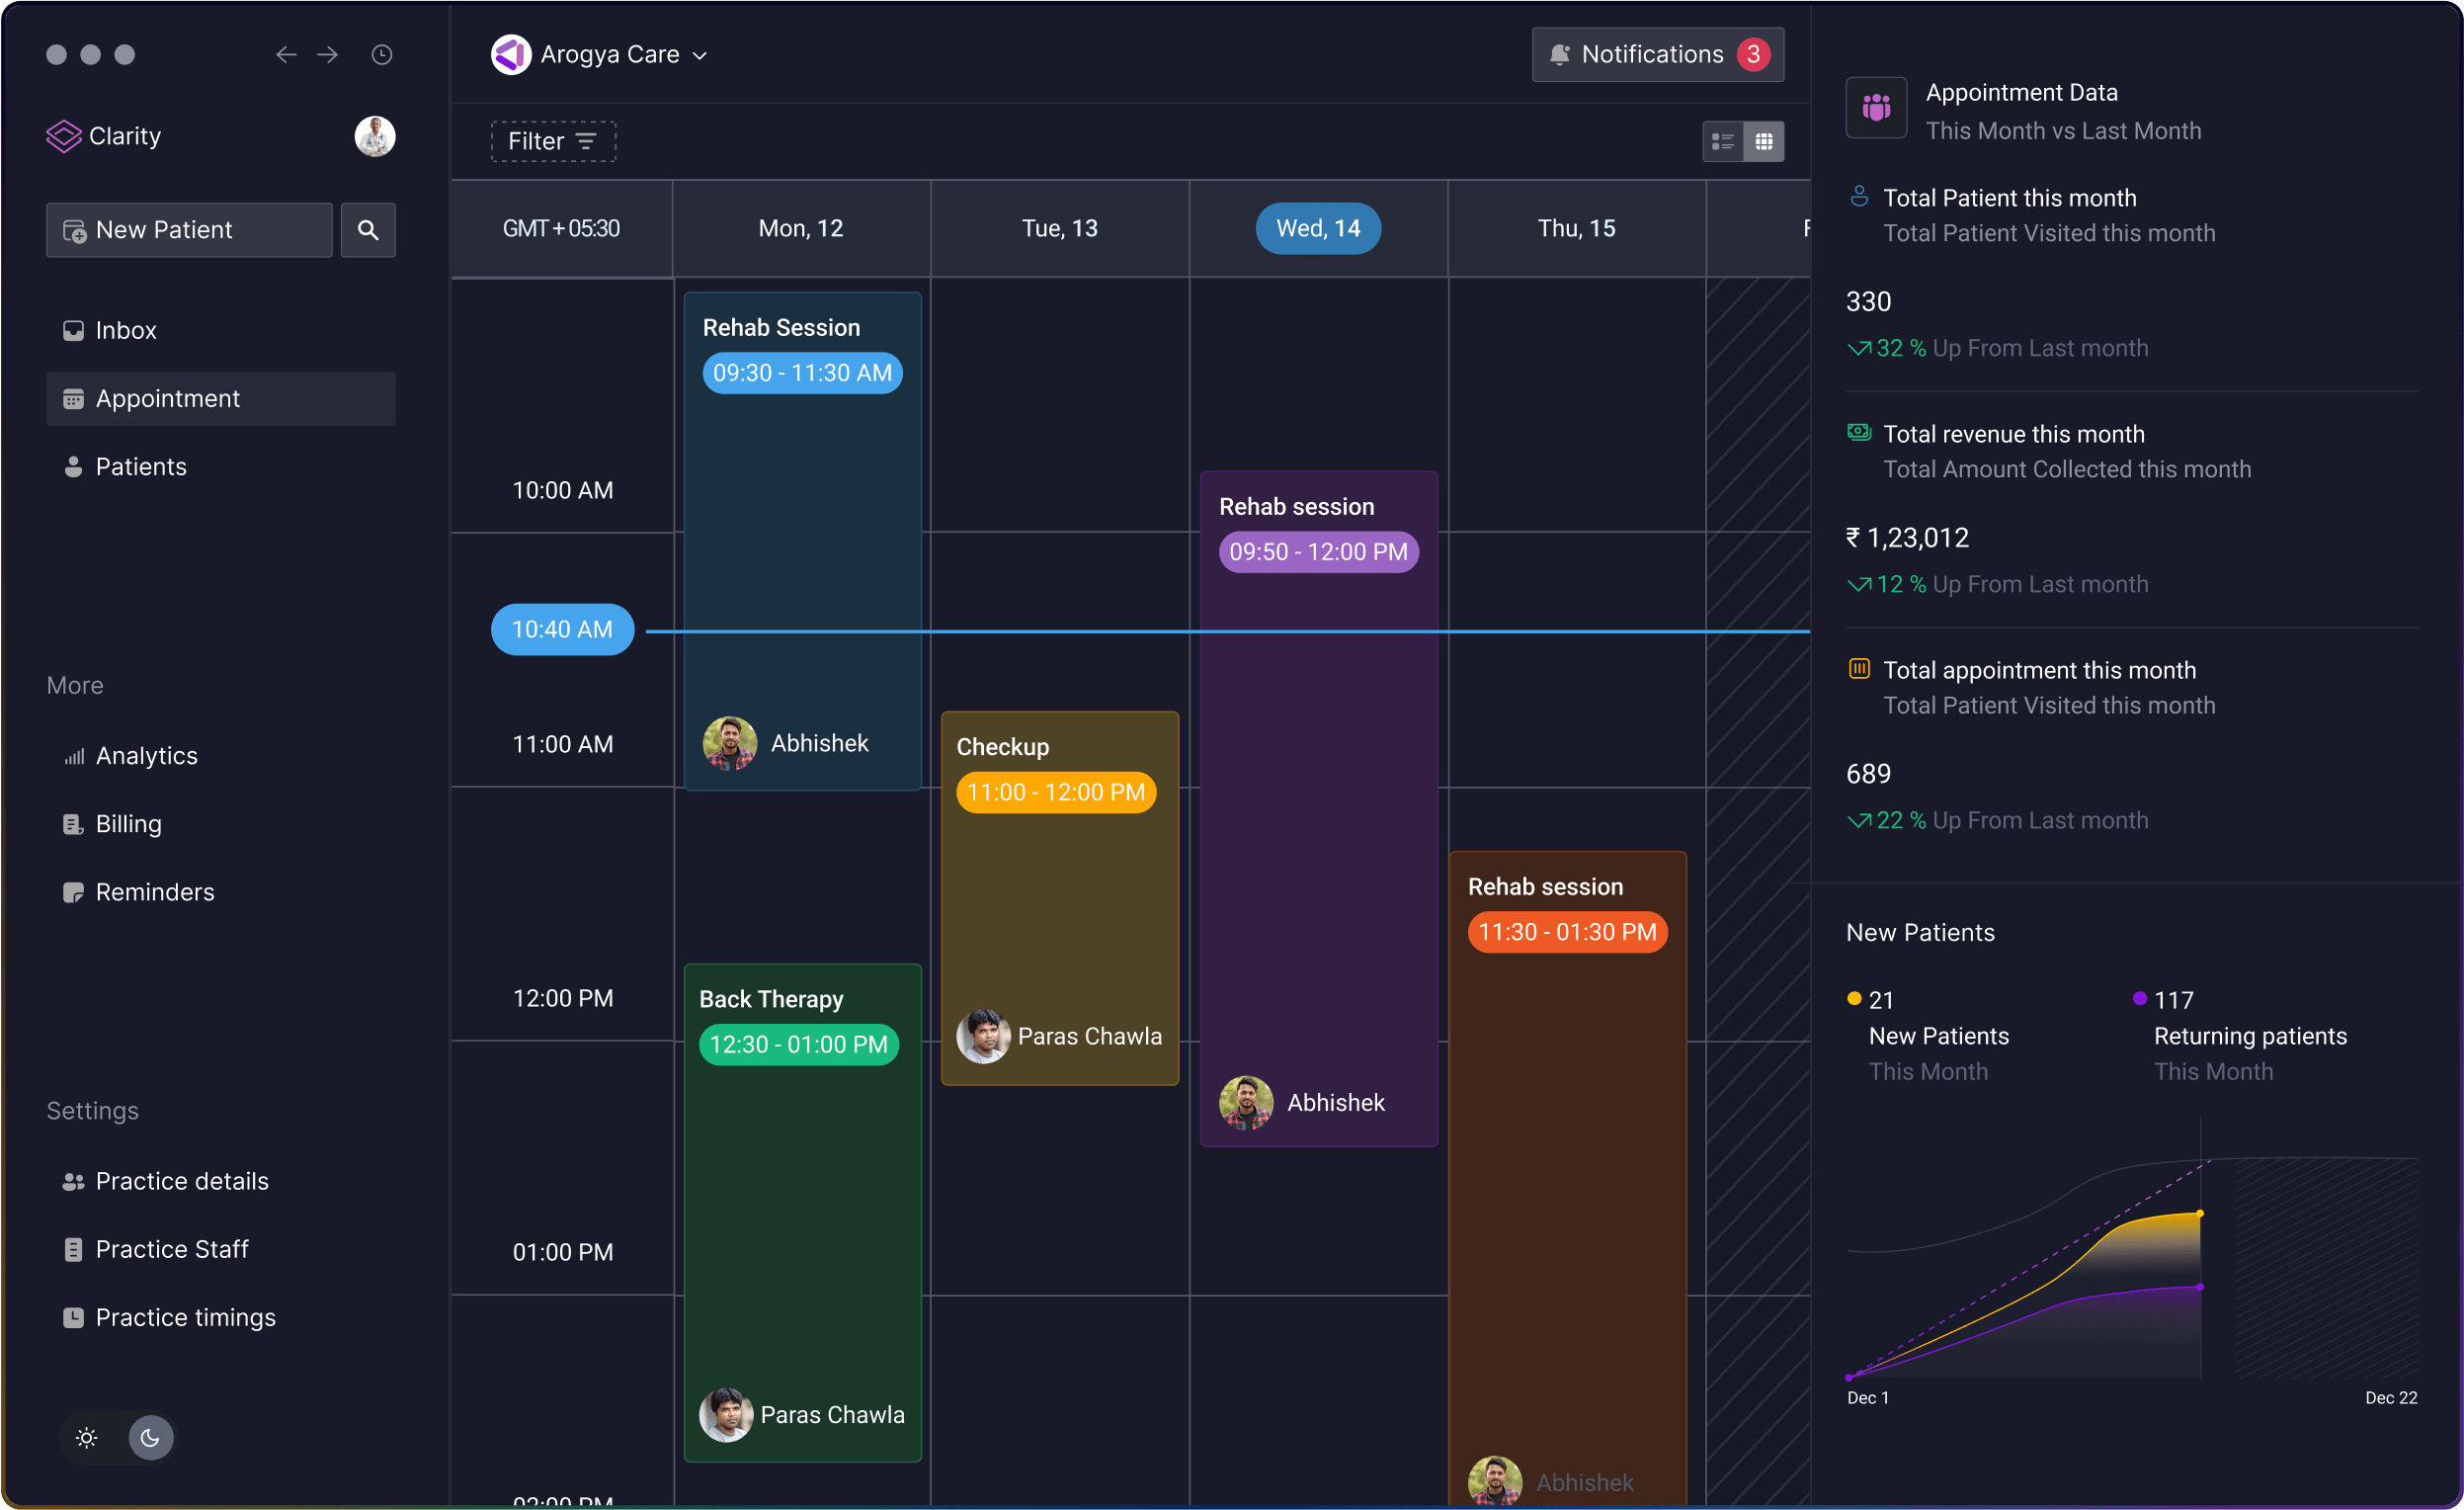 Clarity
New Patient
Inbox
Appointment
Patients
More
Analytics
Billing
Reminders
Settings
Practice details
Practice Staff
Practice timings
Arogya Care
Notifications 3
Filter
GMT + 05:30
Mon, 12
Tue, 13
Wed, 14
Thu, 15
10:00 AM
10:40 AM
11:00 AM
12:00 PM
01:00 PM
02:00 PM
Rehab Session
09:30 - 11:30 AM
Abhishek
Back Therapy
12:30 - 01:00 PM
Paras Chawla
Checkup
11:00 - 12:00 PM
Paras Chawla
Rehab session
09:50 - 12:00 PM
Abhishek
Rehab session
11:30 - 01:30 PM
Abhishek
Appointment Data
This Month vs Last Month
Total Patient this month
Total Patient Visited this month
330
32 % Up From Last month
Total revenue this month
Total Amount Collected this month
₹ 1,23,012
12 % Up From Last month
Total appointment this month
Total Patient Visited this month
689
22 % Up From Last month
New Patients
21
New Patients
This Month
117
Returning patients
This Month
Dec 1
Dec 22